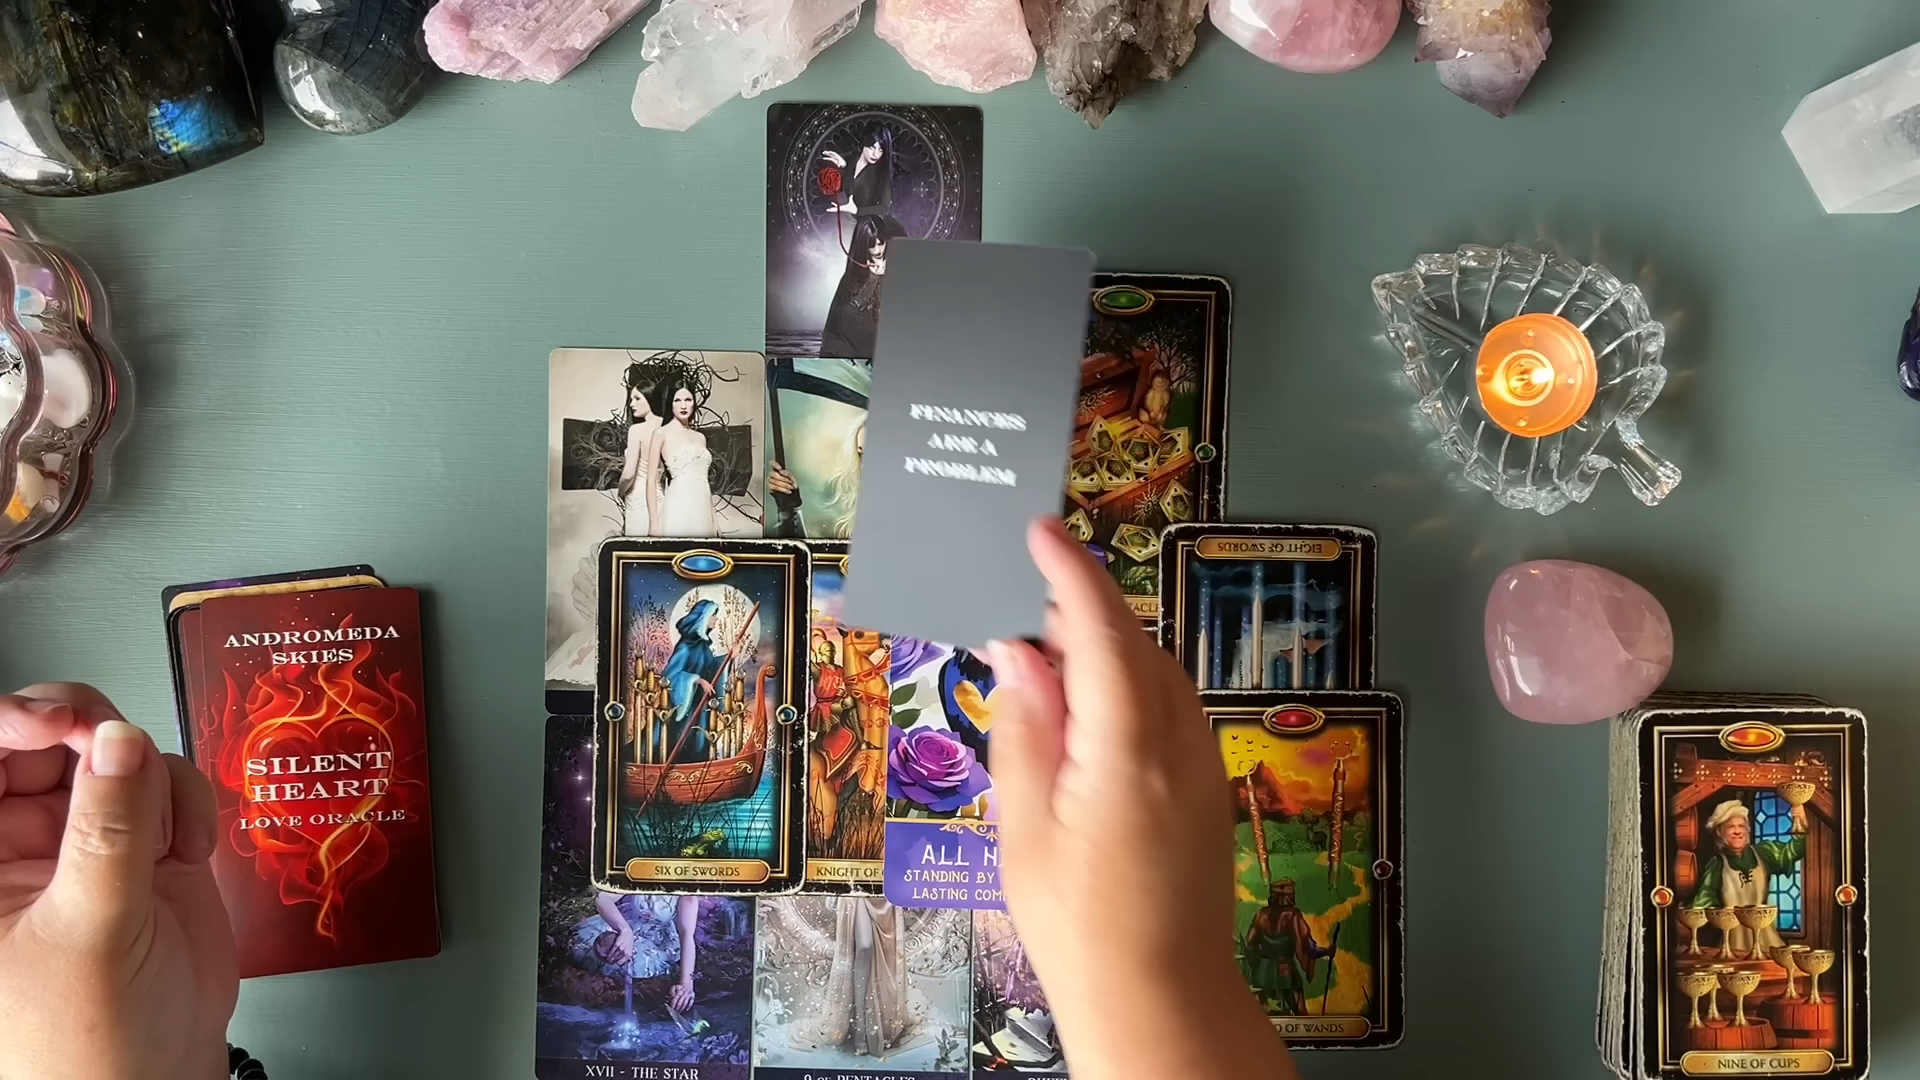 FINANCES
ARE A
PROBLEM
EIGHT OF SWORDS
ANDROMEDA
SKIES
SILENT
HEART
LOVE ORACLE
SIX OF SWORDS
KNIGHT OF
ALL
STANDING BY
LASTING
OF WANDS
NINE OF CUPS
XVII - THE STAR
9 OF PENTACLES